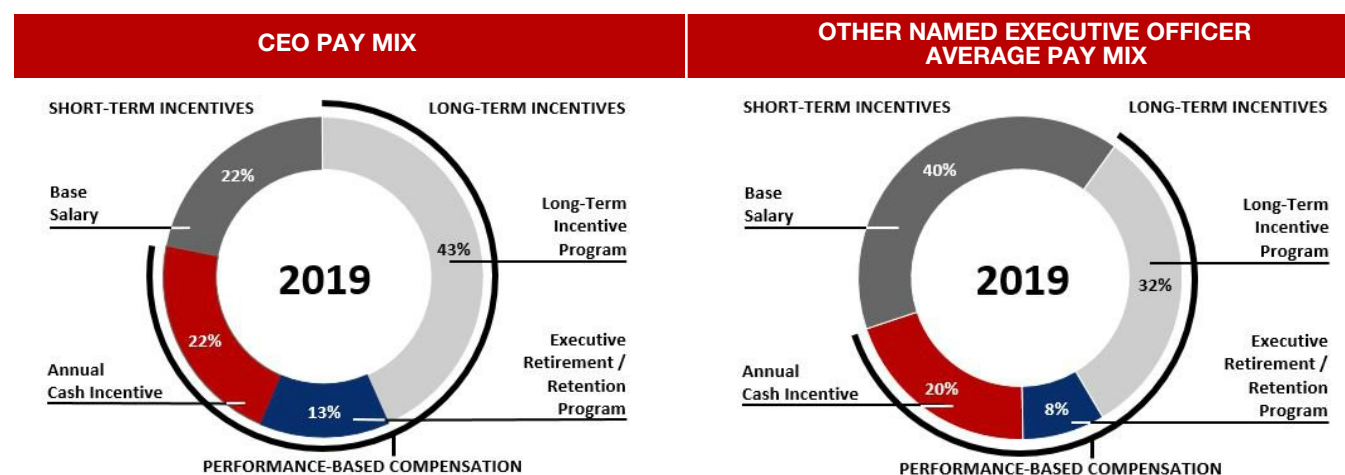 CEO PAY MIX
SHORT-TERM INCENTIVES
LONG-TERM INCENTIVES
22%
Base
Salary
Long-Term
Incentive
Program
43%
2019
22%
Annual
Cash Incentive
Executive
Retirement /
Retention
Program
13%
PERFORMANCE-BASED COMPENSATION
OTHER NAMED EXECUTIVE OFFICER
AVERAGE PAY MIX
SHORT-TERM INCENTIVES
LONG-TERM INCENTIVES
40%
Base
Salary
Long-Term
Incentive
Program
2019
32%
Annual
Cash Incentive
20%
8%
Executive
Retirement /
Retention
Program
PERFORMANCE-BASED COMPENSATION